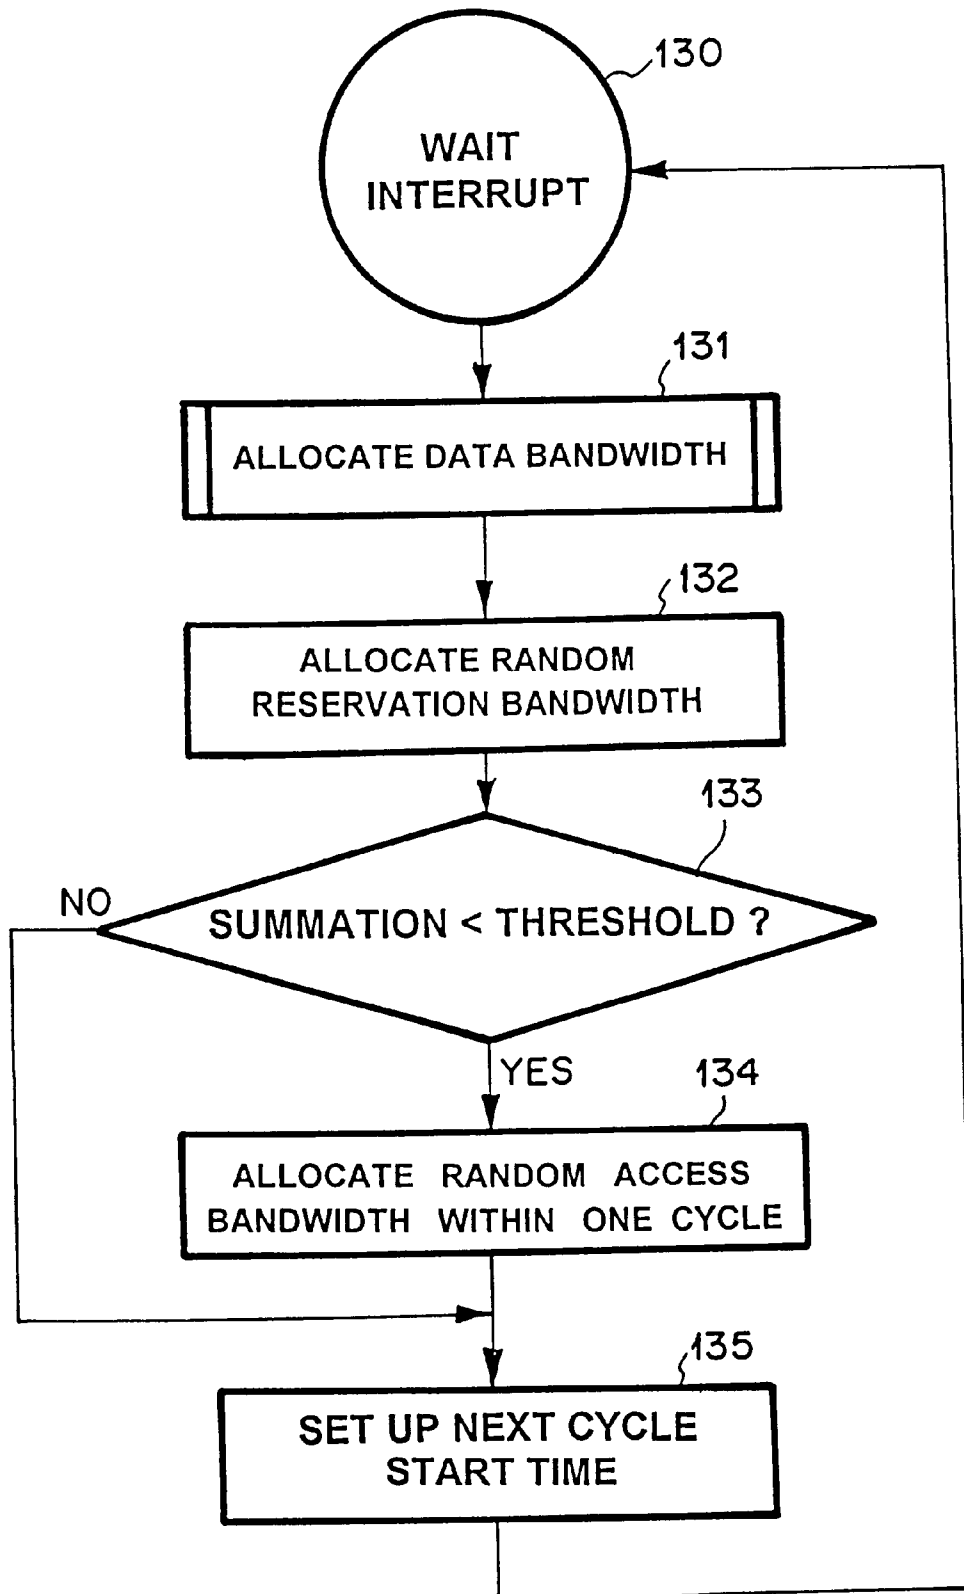 130
WAIT
INTERRUPT
131
ALLOCATE DATA BANDWIDTH
132
ALLOCATE RANDOM
RESERVATION BANDWIDTH
133
NO
SUMMATION < THRESHOLD ?
YES
134
ALLOCATE RANDOM ACCESS
BANDWIDTH WITHIN ONE CYCLE
135
SET UP NEXT CYCLE
START TIME